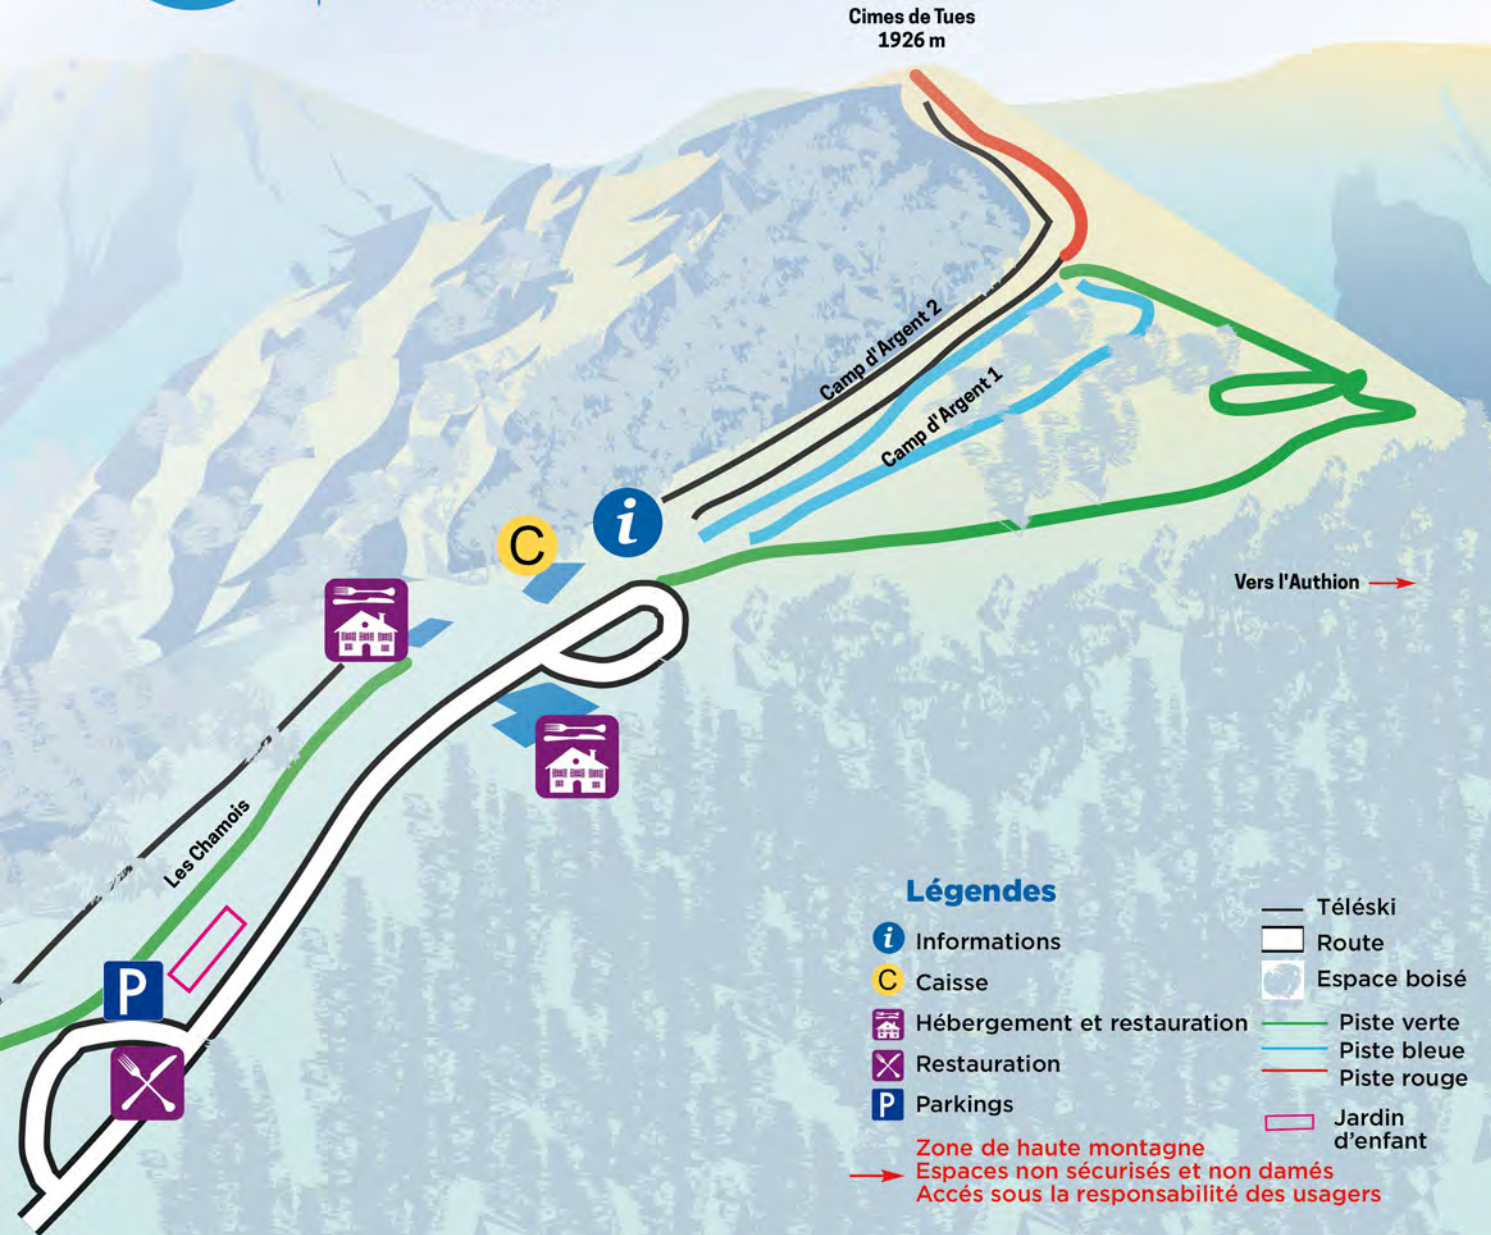 Cimes de Tues
1926 m
Camp d'Argent 2
Camp d'Argent 1
i
C
Vers l'Authion
Les Chamois
P
Légendes
i Informations
C Caisse
Hébergement et restauration
Restauration
P Parkings
Zone de haute montagne
Espaces non sécurisés et non damés
Accés sous la responsabilité des usagers
Téléski
Route
Espace boisé
Piste verte
Piste bleue
Piste rouge
Jardin
d'enfant